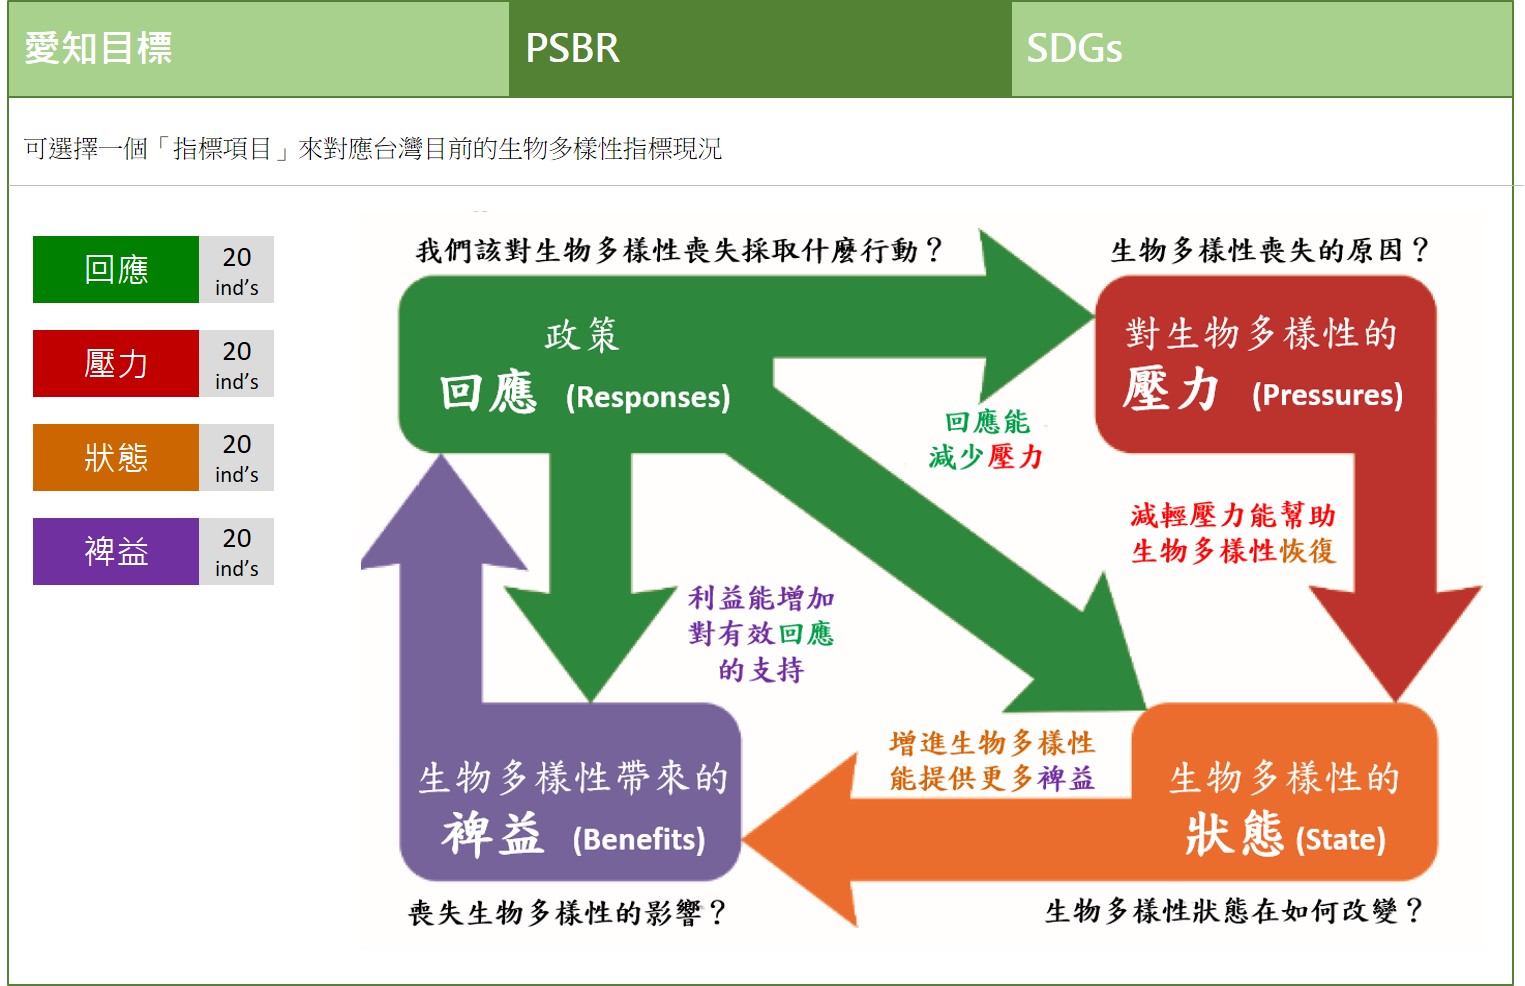 愛知目標
PSBR
SDGs
可選擇一個「指標項目」來對應台灣目前的生物多樣性指標現況
回應
20
ind’s
壓力
20
ind’s
狀態
20
ind’s
裨益
20
ind’s
我們該對生物多樣性喪失採取什麼行動？
生物多樣性喪失的原因？
政策
回應 (Responses)
對生物多樣性的
壓力 (Pressures)
回應能
減少壓力
減輕壓力能幫助
生物多樣性恢復
利益能增加
對有效回應
的支持
增進生物多樣性
能提供更多裨益
生物多樣性帶來的
裨益 (Benefits)
生物多樣性的
狀態 (State)
喪失生物多樣性的影響？
生物多樣性狀態在如何改變？